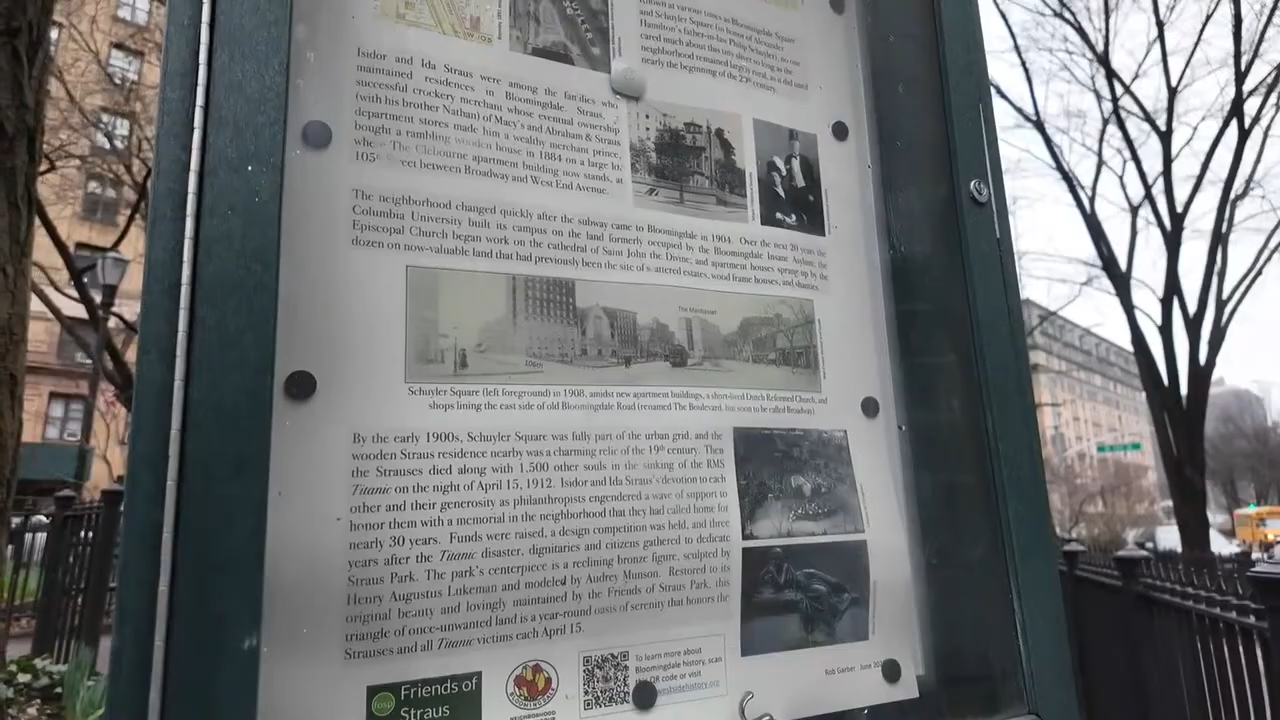 Known at various times as Bloomingdale Square
and Schuyler Square (in honor of Alexander
Hamilton's father-in-law Philip Schuyler), no one
cared much about this tiny sliver so long as the
neighborhood remained largely rural, as it did until
nearly the beginning of the 20th century.
Isidor and Ida Straus were among the families who
maintained residences in Bloomingdale. Straus, a
successful crockery merchant whose eventual ownership
(with his brother Nathan) of Macy's and Abraham & Straus
department stores made him a wealthy merchant prince,
bought a rambling wooden house in 1884 on a large lot
where The Clebourne apartment building now stands, at
105th Street between Broadway and West End Avenue.
The neighborhood changed quickly after the subway came to Bloomingdale in 1904. Over the next 20 years the
Columbia University built its campus on the land formerly occupied by the Bloomingdale Insane Asylum, the
Episcopal Church began work on the cathedral of Saint John the Divine, and apartment houses sprang up by the
dozen on now-valuable land that had previously been the site of scattered estates, wood frame houses, and shanties.
The Manhasset
106th
Schuyler Square (left foreground) in 1908, amidst new apartment buildings, a short-lived Dutch Reformed Church, and
shops lining the east side of old Bloomingdale Road (renamed The Boulevard, but soon to be called Broadway).
By the early 1900s, Schuyler Square was fully part of the urban grid, and the
wooden Straus residence nearby was a charming relic of the 19th century. Then
the Strauses died along with 1,500 other souls in the sinking of the RMS
Titanic on the night of April 15, 1912. Isidor and Ida Straus's devotion to each
other and their generosity as philanthropists engendered a wave of support to
honor them with a memorial in the neighborhood that they had called home for
nearly 30 years. Funds were raised, a design competition was held, and three
years after the Titanic disaster, dignitaries and citizens gathered to dedicate
Straus Park. The park's centerpiece is a reclining bronze figure, sculpted by
Henry Augustus Lukeman and modeled by Audrey Munson. Restored to its
original beauty and lovingly maintained by the Friends of Straus Park, this
triangle of once-unwanted land is a year-round oasis of serenity that honors the
Strauses and all Titanic victims each April 15.
fosp
Friends of
Straus
BLOOMINGDALE
NEIGHBORHOOD
To learn more about
Bloomingdale history, scan
QR code or visit
westsidehistory.org
Rob Garber June